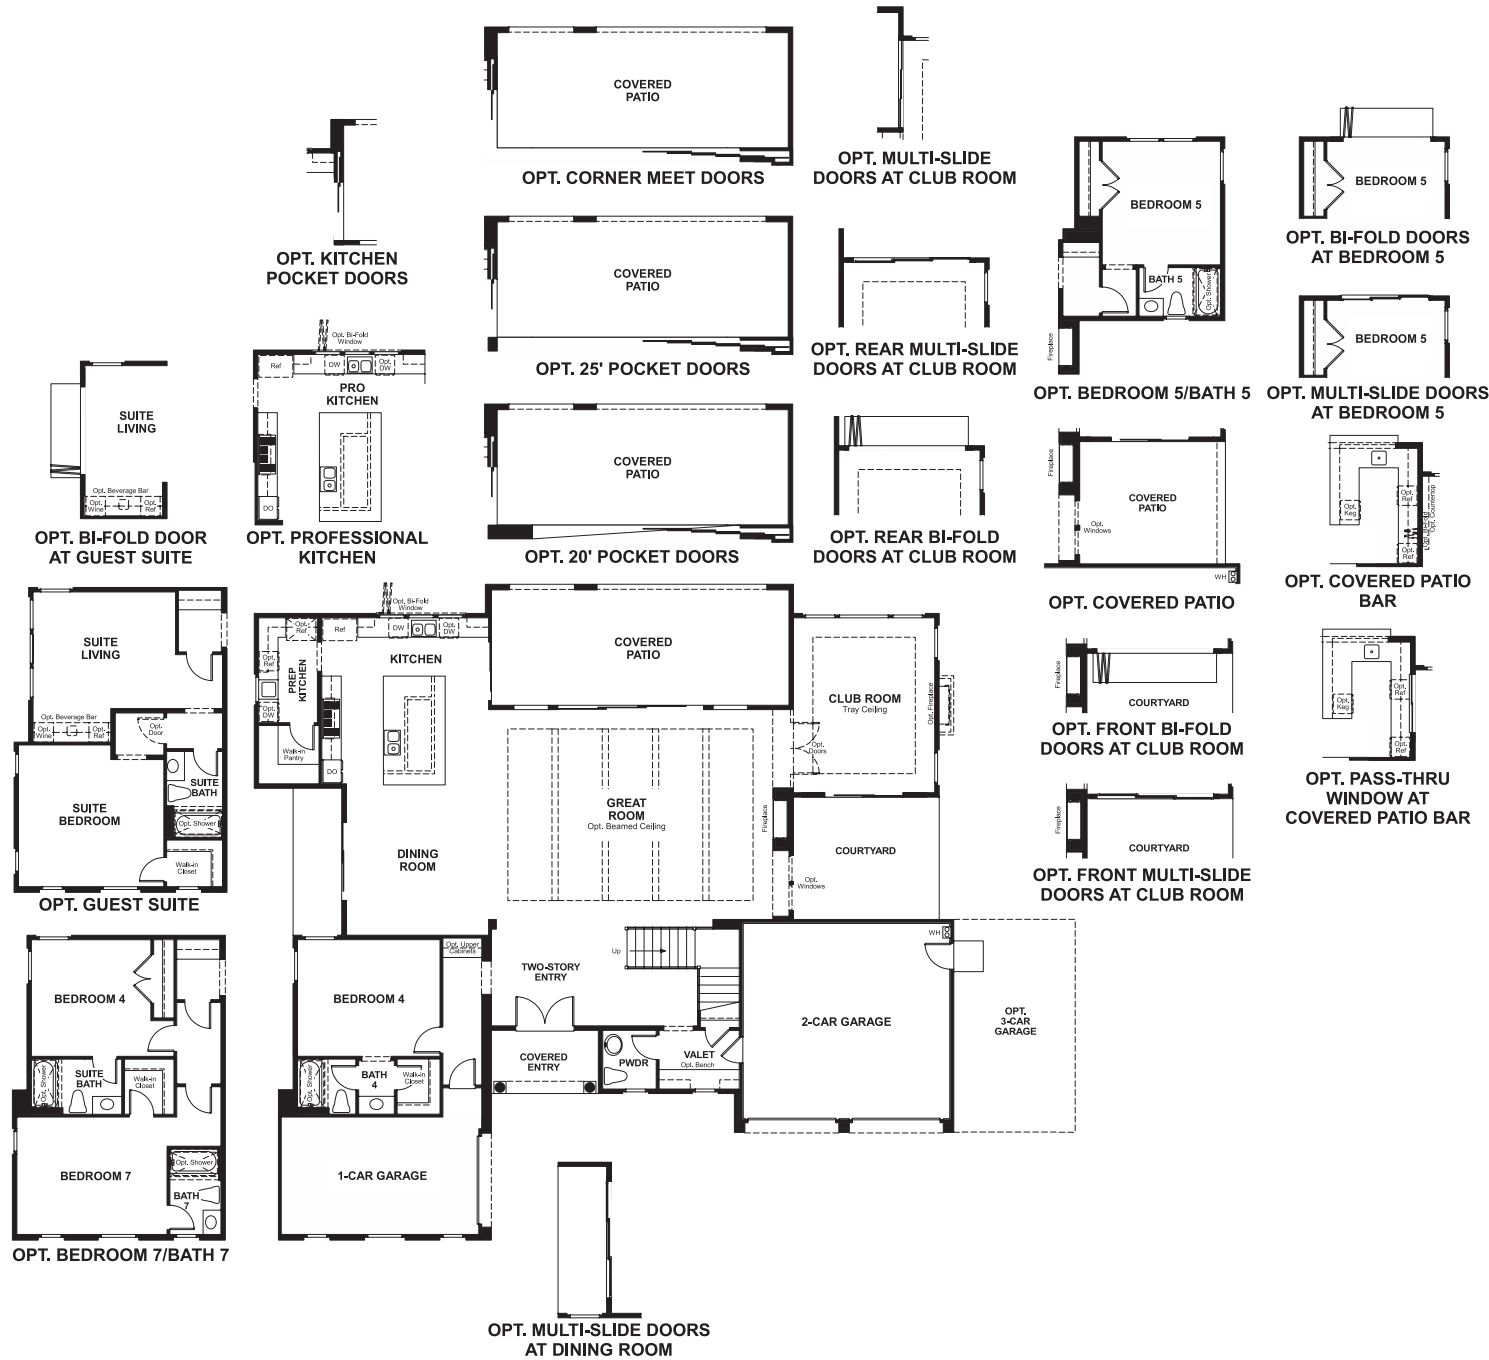 COVERED
PATIO
OPT. CORNER MEET DOORS
OPT. MULTI-SLIDE
DOORS AT CLUB ROOM
OPT. KITCHEN
POCKET DOORS
COVERED
PATIO
OPT. 25' POCKET DOORS
OPT. REAR MULTI-SLIDE
DOORS AT CLUB ROOM
BEDROOM 5
BATH 5
Opt. Shower
Fireplace
OPT. BEDROOM 5/BATH 5
BEDROOM 5
OPT. BI-FOLD DOORS
AT BEDROOM 5
BEDROOM 5
OPT. MULTI-SLIDE DOORS
AT BEDROOM 5
SUITE
LIVING
Opt. Beverage Bar
Opt.
Wine
Opt.
Ref
OPT. BI-FOLD DOOR
AT GUEST SUITE
Opt. Bi-Fold
Window
Ref
DW
Opt.
DW
PRO
KITCHEN
DO
OPT. PROFESSIONAL
KITCHEN
COVERED
PATIO
OPT. 20' POCKET DOORS
OPT. REAR BI-FOLD
DOORS AT CLUB ROOM
Fireplace
COVERED
PATIO
Opt.
Windows
WH
OPT. COVERED PATIO
Opt.
Keg
Opt.
Ref
Opt. Bi-Fold
Opt. Countertop
Opt.
Ref
OPT. COVERED PATIO
BAR
SUITE
LIVING
Opt. Beverage Bar
Opt.
Wine
Opt.
Ref
Opt.
Door
SUITE
BATH
SUITE
BEDROOM
Opt. Shower
Walk-in
Closet
OPT. GUEST SUITE
Opt. Bi-Fold
Window
Opt.
Ref
Ref
DW
Opt.
DW
KITCHEN
Opt.
Ref
PREP
KITCHEN
Opt.
DW
Walk-in
Pantry
DO
COVERED
PATIO
CLUB ROOM
Tray Ceiling
Opt. Fireplace
Opt.
Doors
GREAT
ROOM
Opt. Beamed Ceiling
Fireplace
DINING
ROOM
COURTYARD
Opt.
Windows
Fireplace
COURTYARD
OPT. FRONT BI-FOLD
DOORS AT CLUB ROOM
Fireplace
COURTYARD
OPT. FRONT MULTI-SLIDE
DOORS AT CLUB ROOM
Opt.
Keg
Opt.
Ref
Opt.
Ref
OPT. PASS-THRU
WINDOW AT
COVERED PATIO BAR
BEDROOM 4
Opt. Shower
SUITE
BATH
Walk-in
Closet
BEDROOM 7
Opt. Shower
BATH
7
OPT. BEDROOM 7/BATH 7
Opt. Upper
Cabinets
BEDROOM 4
Opt. Shower
BATH
4
Walk-in
Closet
1-CAR GARAGE
Up
TWO-STORY
ENTRY
COVERED
ENTRY
PWDR
VALET
Opt. Bench
WH
2-CAR GARAGE
OPT.
3-CAR
GARAGE
OPT. MULTI-SLIDE DOORS
AT DINING ROOM